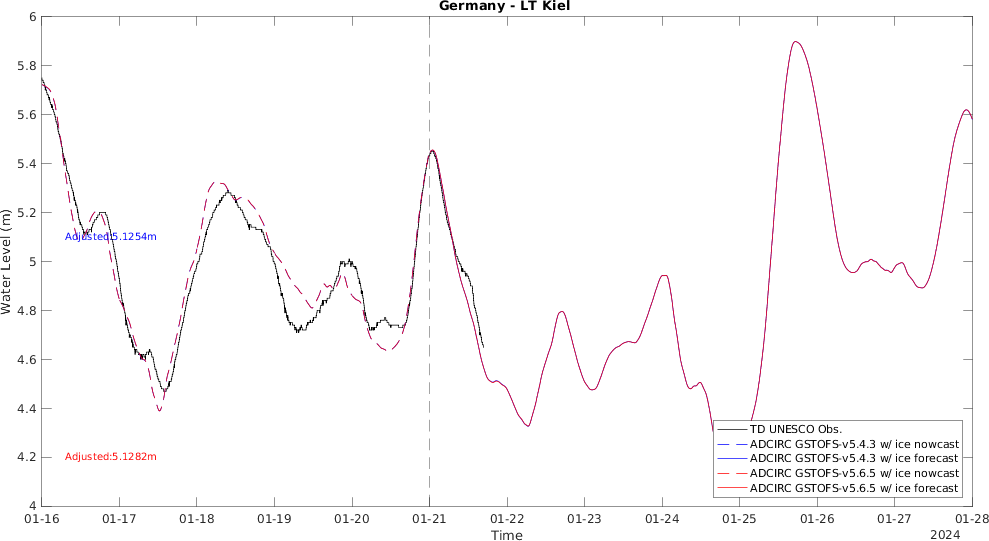 Germany - LT Kiel
6
5.8
5.6
5.4
5.2
5
4.8
4.6
4.4
4.2
4
Water Level (m)
Adjusted:5.1254m
Adjusted:5.1282m
TD UNESCO Obs.
ADCIRC GSTOFS-v5.4.3 w/ ice nowcast
ADCIRC GSTOFS-v5.4.3 w/ ice forecast
ADCIRC GSTOFS-v5.6.5 w/ ice nowcast
ADCIRC GSTOFS-v5.6.5 w/ ice forecast
01-16 01-17 01-18 01-19 01-20 01-21 01-22 01-23 01-24 01-25 01-26 01-27 01-28
Time
2024